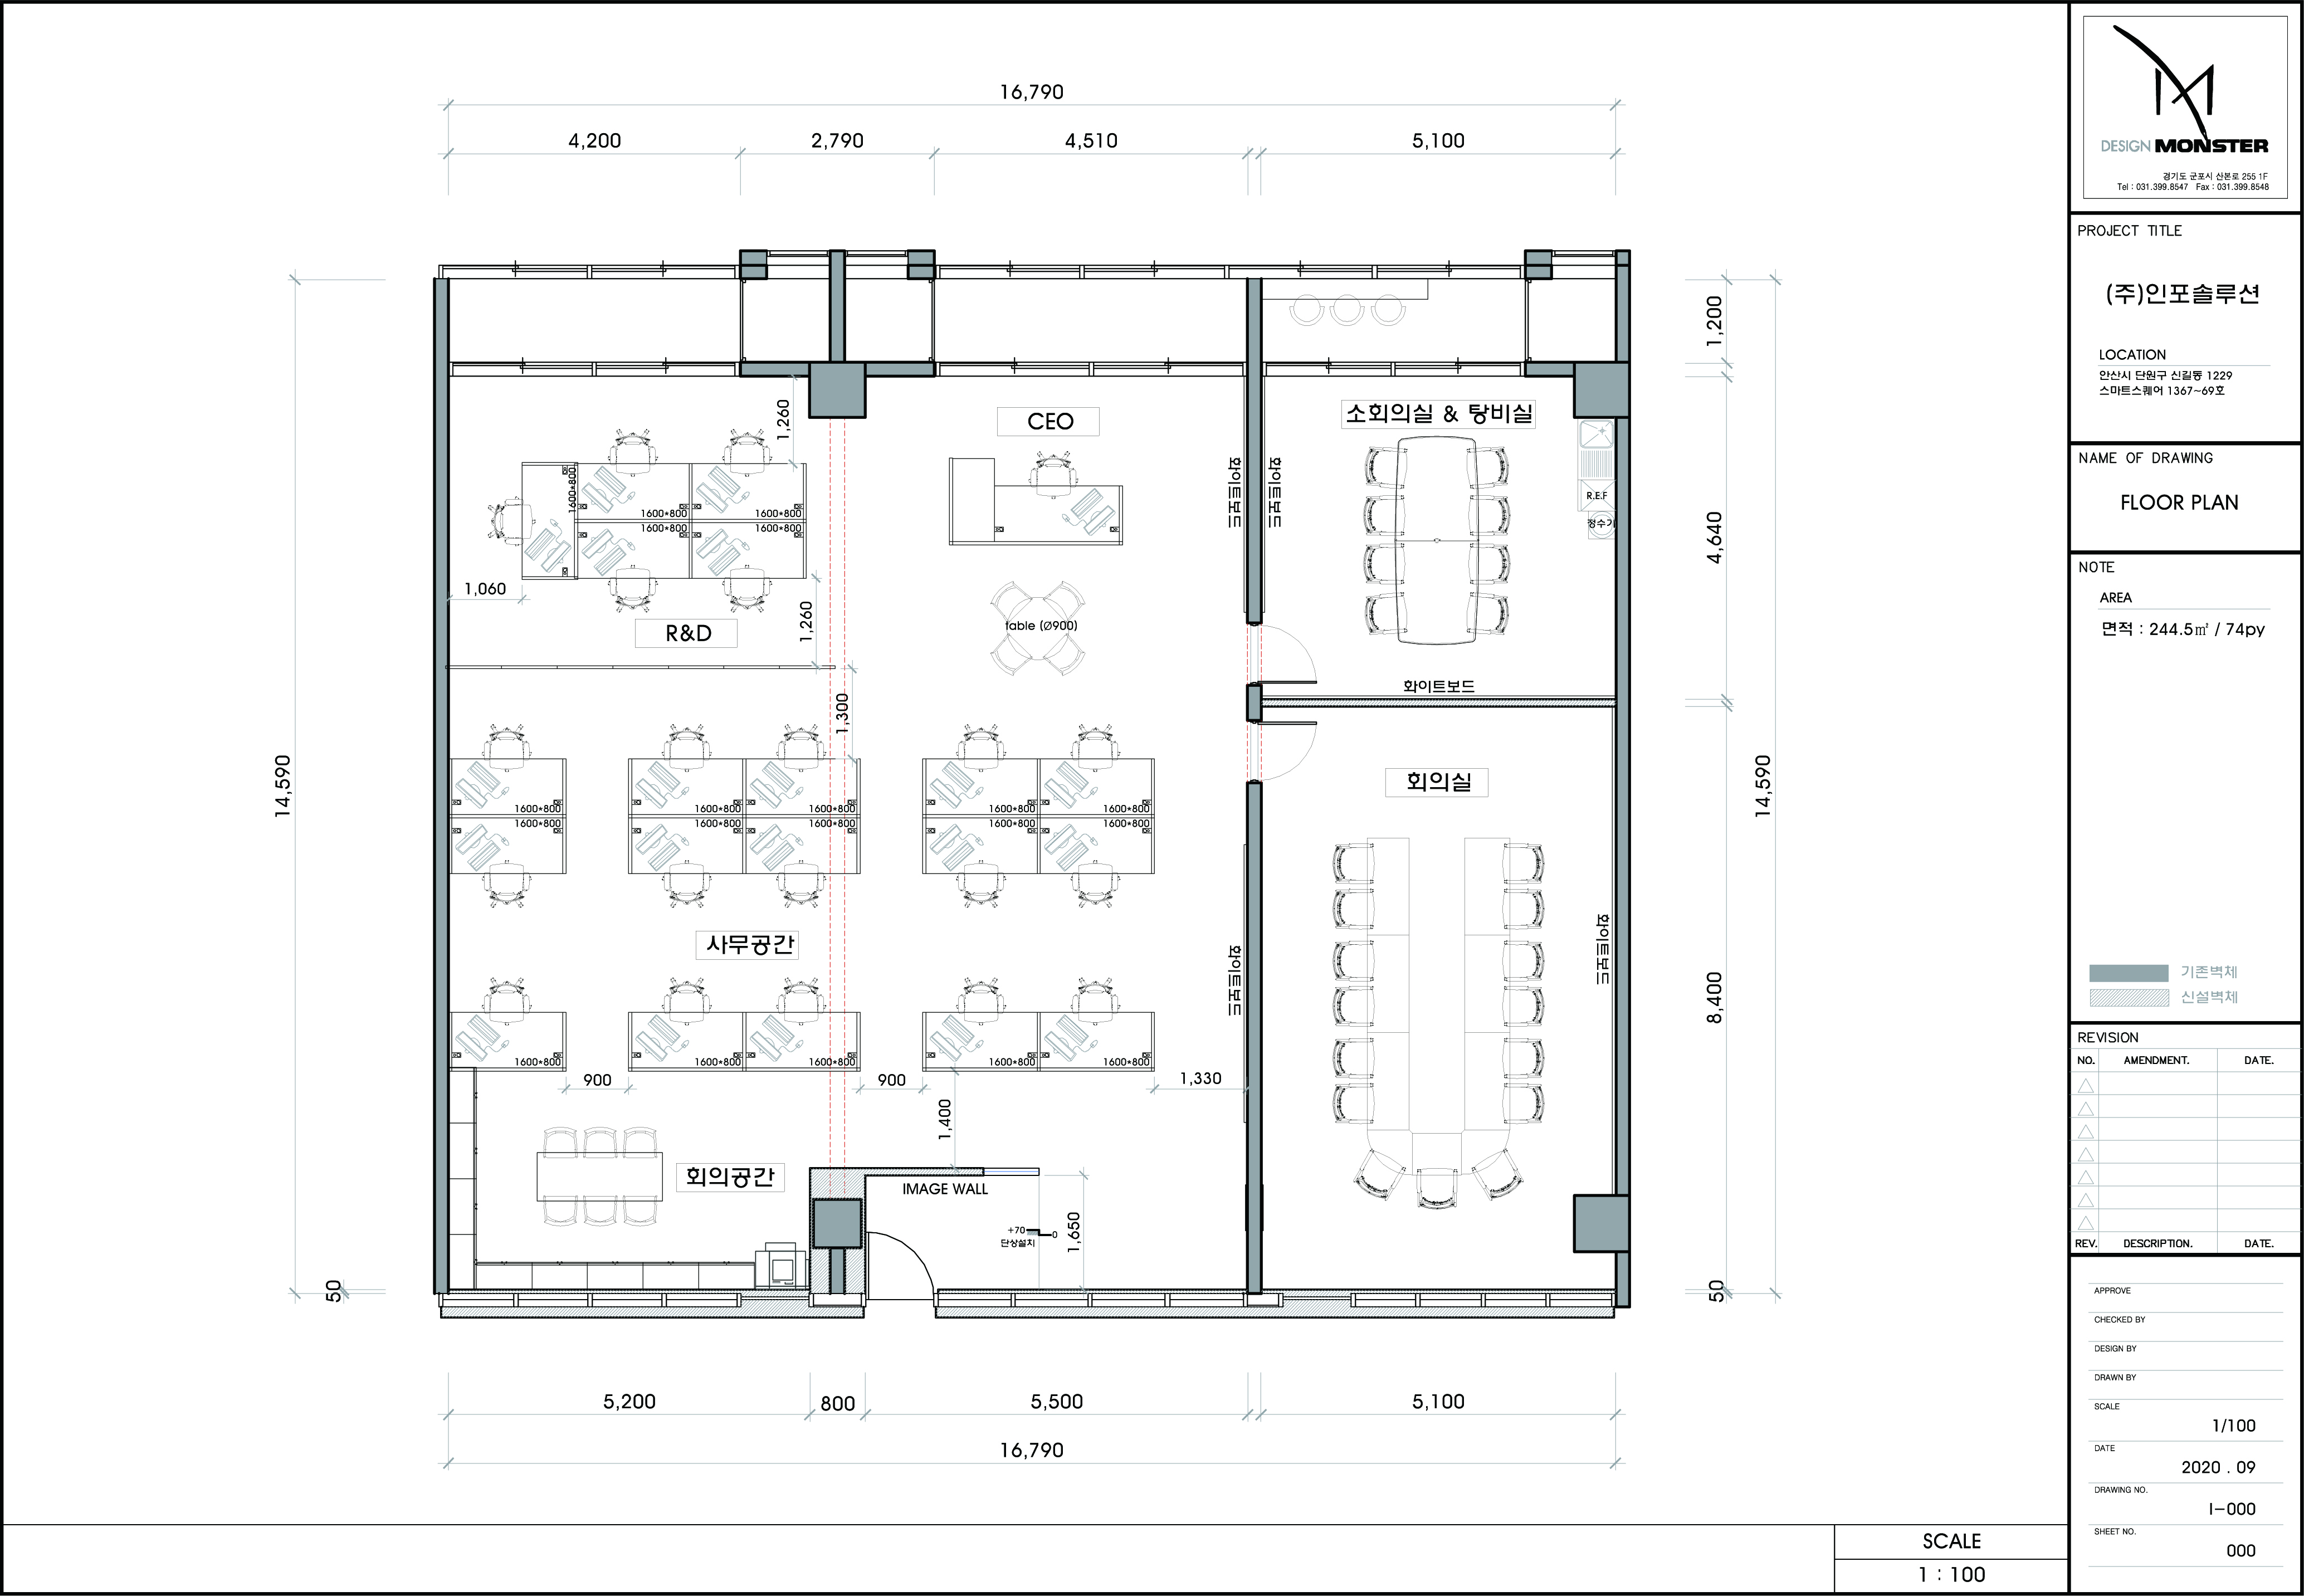 16,790
4,200
2,790
4,510
5,100
14,590
1,260
CEO
소회의실 & 탕비실
화이트보드
화이트보드
1600*800
1600*800
1600*800
1600*800
1600*800
R.E.F
정수기
1,060
R&D
1,260
table (Ø900)
1,300
화이트보드
회의실
1600*800
1600*800
1600*800
1600*800
1600*800
1600*800
1600*800
1600*800
1600*800
1600*800
사무공간
화이트보드
화이트보드
1600*800
1600*800
1600*800
1600*800
1600*800
900
900
1,330
1,400
회의공간
IMAGE WALL
+70
0
단상설치
1,650
50
1,200
4,640
8,400
50
14,590
5,200
800
5,500
5,100
16,790
SCALE
1 : 100
DESIGN MONSTER
경기도 군포시 산본로 255 1F
Tel : 031.399.8547 Fax : 031.399.8548
PROJECT TITLE
(주)인포솔루션
LOCATION
안산시 단원구 신길동 1229
스마트스퀘어 1367~69호
NAME OF DRAWING
FLOOR PLAN
NOTE
AREA
면적 : 244.5㎡ / 74py
기존벽체
신설벽체
REVISION
NO. AMENDMENT. DATE.
REV. DESCRIPTION. DATE.
APPROVE
CHECKED BY
DESIGN BY
DRAWN BY
SCALE
1/100
DATE
2020 . 09
DRAWING NO.
I-000
SHEET NO.
000